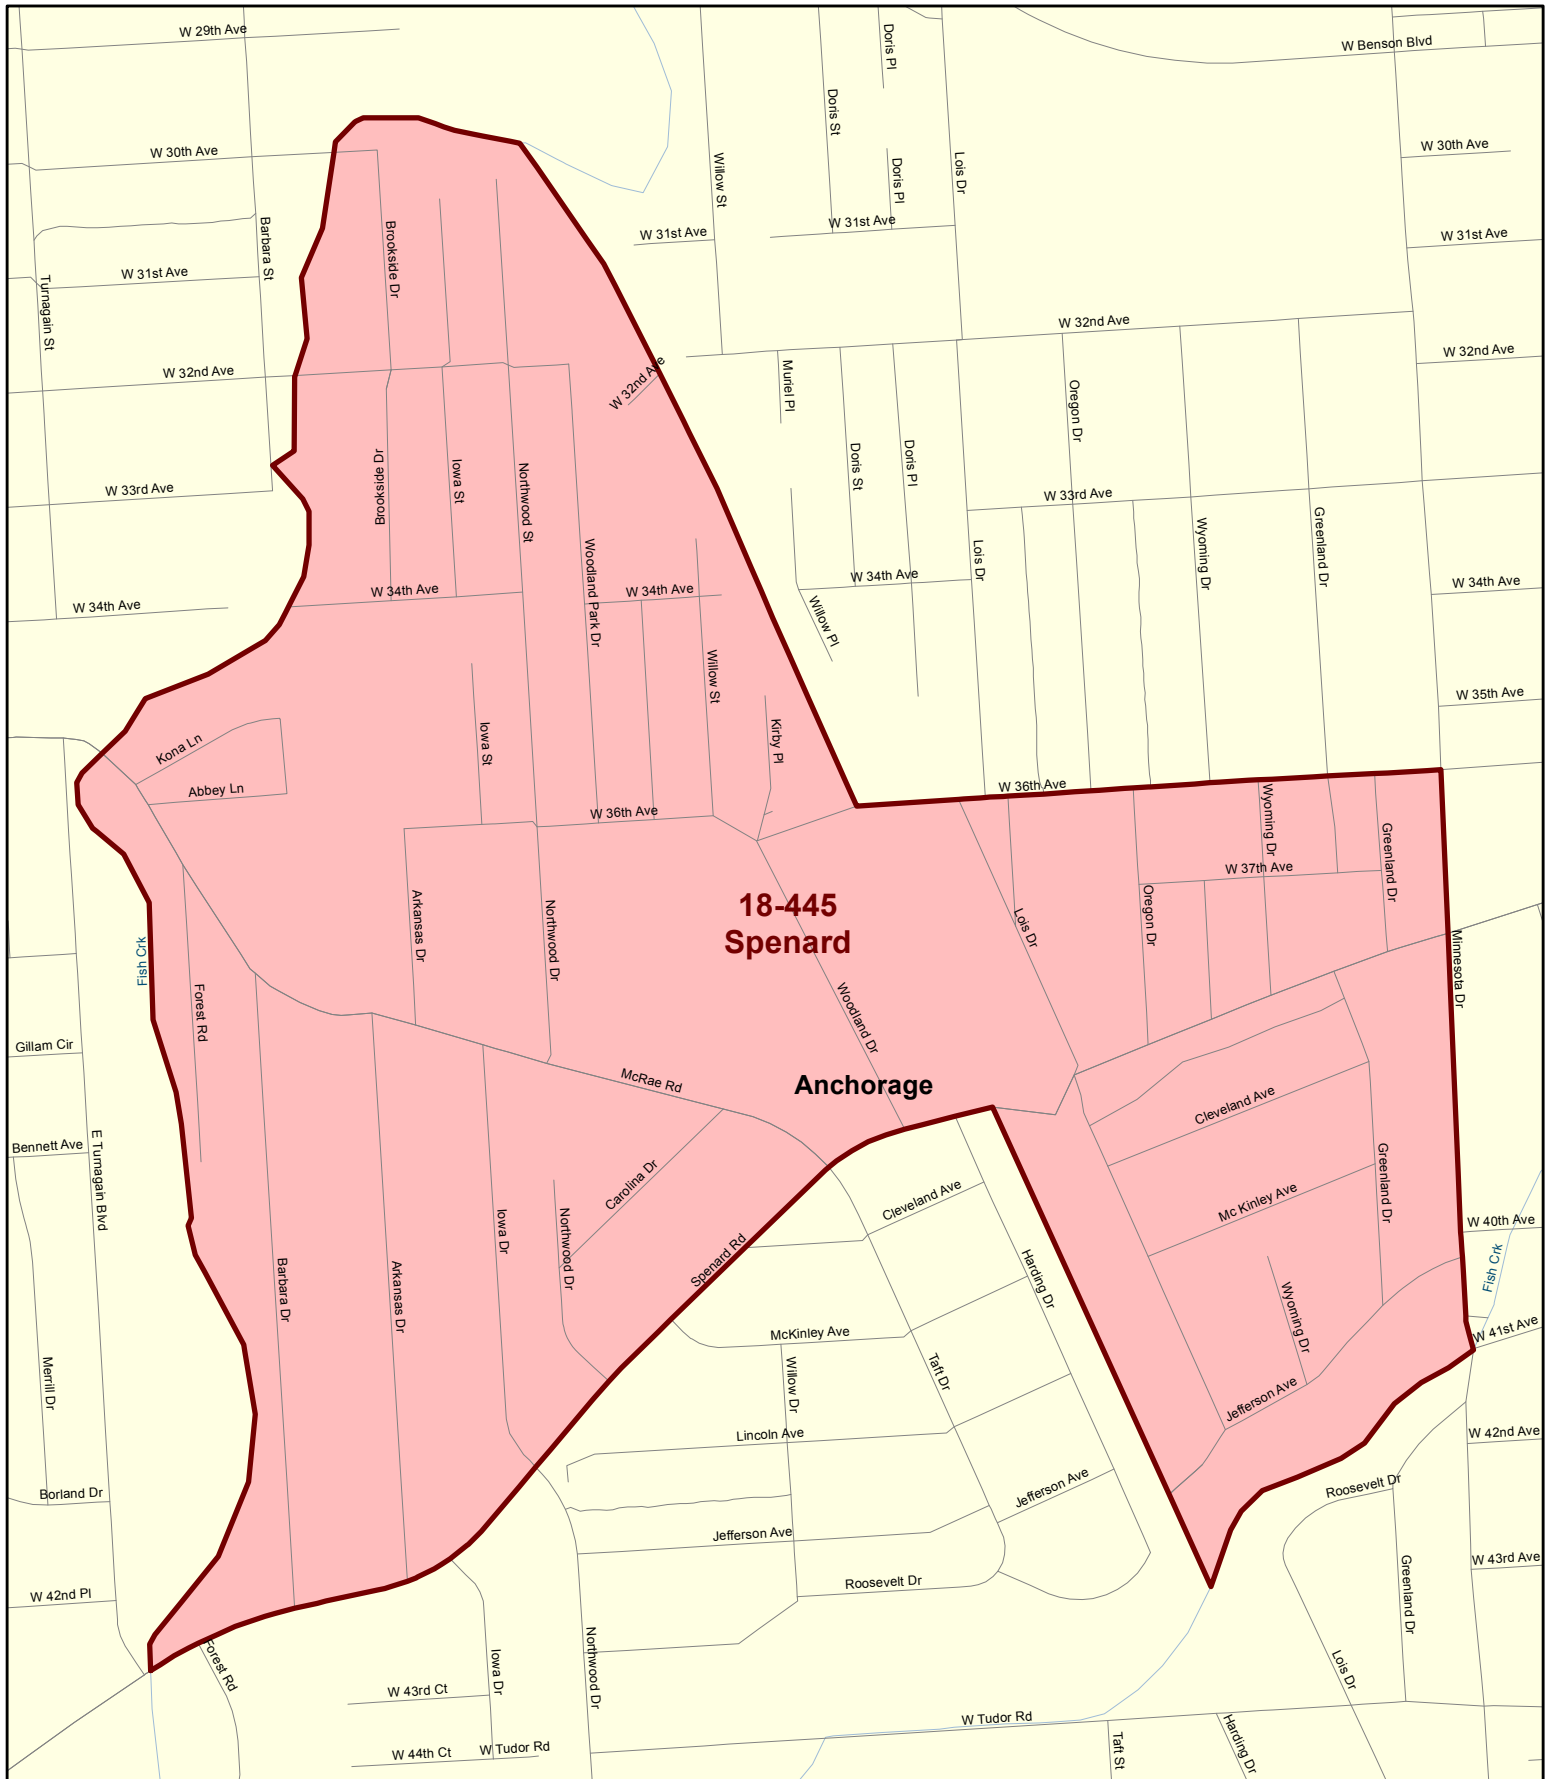 W 29th Ave
Doris Pl
W Benson Blvd
Doris St
W 30th Ave
W 30th Ave
Willow St
Doris Pl
Lois Dr
Barbara St
Brookside Dr
W 31st Ave
W 31st Ave
W 31st Ave
W 31st Ave
Turnagain St
W 32nd Ave
W 32nd Ave
W 32nd Ave
W 32nd Ave
Muriel Pl
Oregon Dr
Brookside Dr
Iowa St
Northwood St
Doris St
Doris Pl
W 33rd Ave
W 33rd Ave
Lois Dr
Wyoming Dr
Greenland Dr
Woodland Park Dr
W 34th Ave
W 34th Ave
W 34th Ave
W 34th Ave
W 34th Ave
Willow Pl
Willow St
W 35th Ave
Kona Ln
Iowa St
Kirby Pl
Abbey Ln
W 36th Ave
W 36th Ave
Wyoming Dr
Greenland Dr
W 37th Ave
Arkansas Dr
Northwood Dr
18-445
Spenard
Lois Dr
Oregon Dr
Fish Crk
Minnesota Dr
Forest Rd
Woodland Dr
Gillam Cir
McRae Rd
Anchorage
Cleveland Ave
Bennett Ave
E Turnagain Blvd
Carolina Dr
Cleveland Ave
Mc Kinley Ave
Greenland Dr
Iowa Dr
Northwood Dr
Spenard Rd
Harding Dr
W 40th Ave
Fish Crk
Barbara Dr
Arkansas Dr
Wyoming Dr
McKinley Ave
W 41st Ave
Merrill Dr
Willow Dr
Taft Dr
Jefferson Ave
Lincoln Ave
W 42nd Ave
Borland Dr
Jefferson Ave
Roosevelt Dr
Jefferson Ave
W 43rd Ave
W 42nd Pl
Roosevelt Dr
Greenland Dr
Forest Rd
Iowa Dr
Northwood Dr
Lois Dr
W 43rd Ct
W Tudor Rd
W 44th Ct
W Tudor Rd
Taft St
Harding Dr